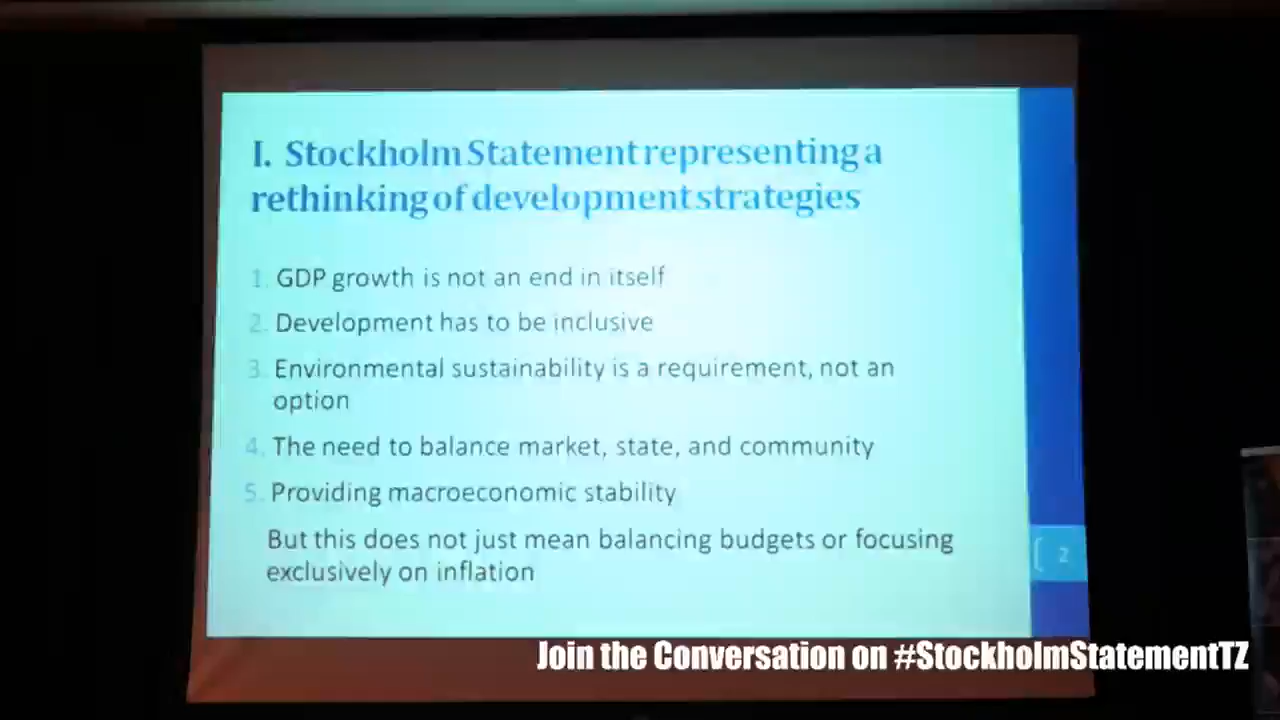 I. Stockholm Statement representing a
rethinking of development strategies
1. GDP growth is not an end in itself
2. Development has to be inclusive
3. Environmental sustainability is a requirement, not an
option
4. The need to balance market, state, and community
5. Providing macroeconomic stability
But this does not just mean balancing budgets or focusing
exclusively on inflation
2
Join the Conversation on #StockholmStatementTZ